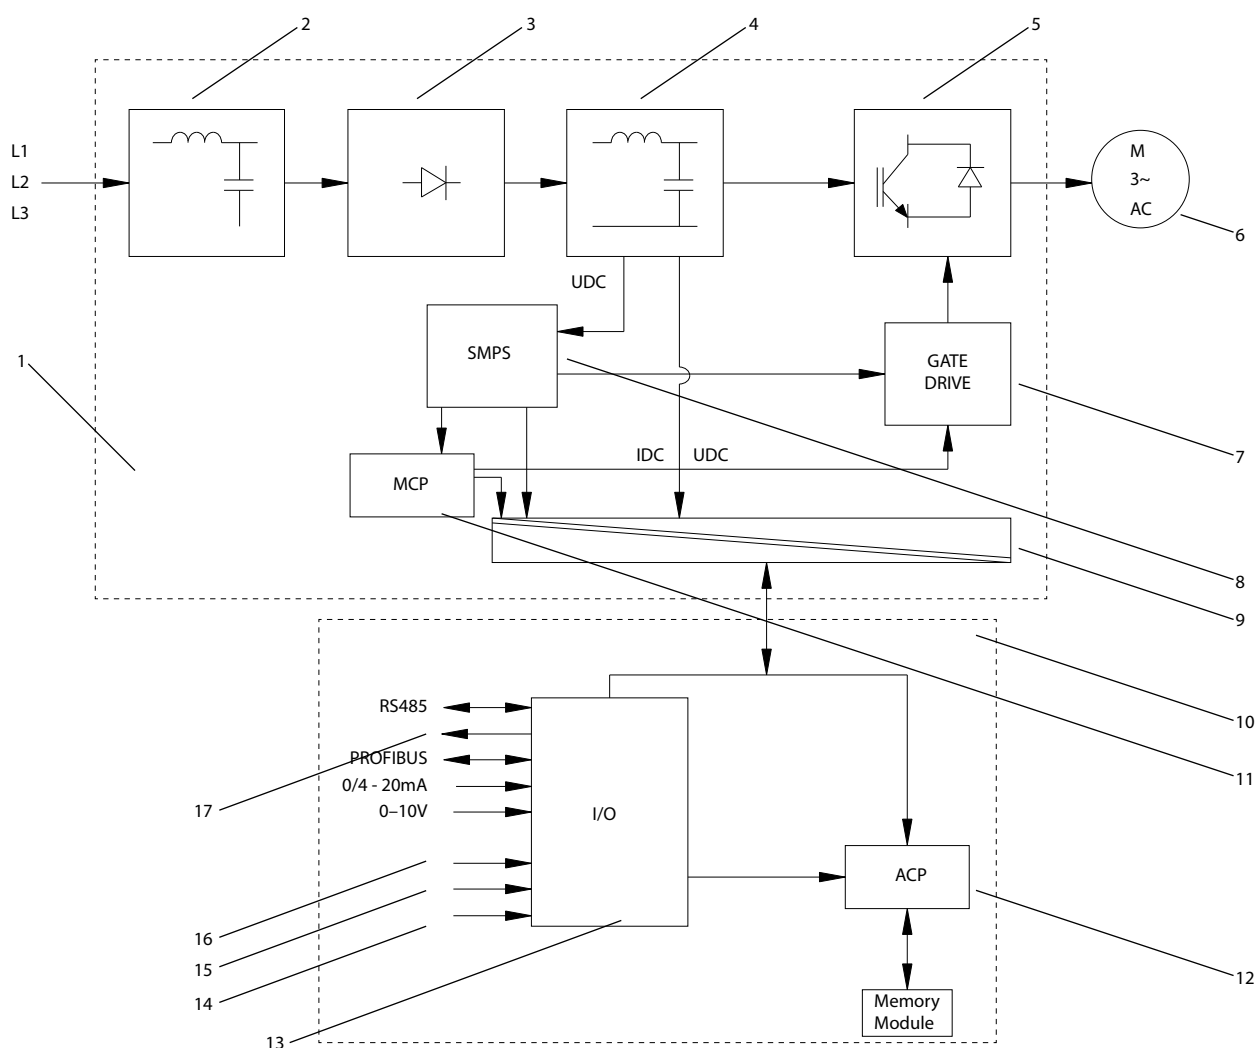 2
3
4
5
L1
L2
L3
M
3~
AC
6
UDC
SMPS
GATE
DRIVE
1
7
IDC
UDC
MCP
8
9
10
RS485
PROFIBUS
0/4 - 20mA
0–10V
17
I/O
11
ACP
16
15
14
12
Memory
Module
13